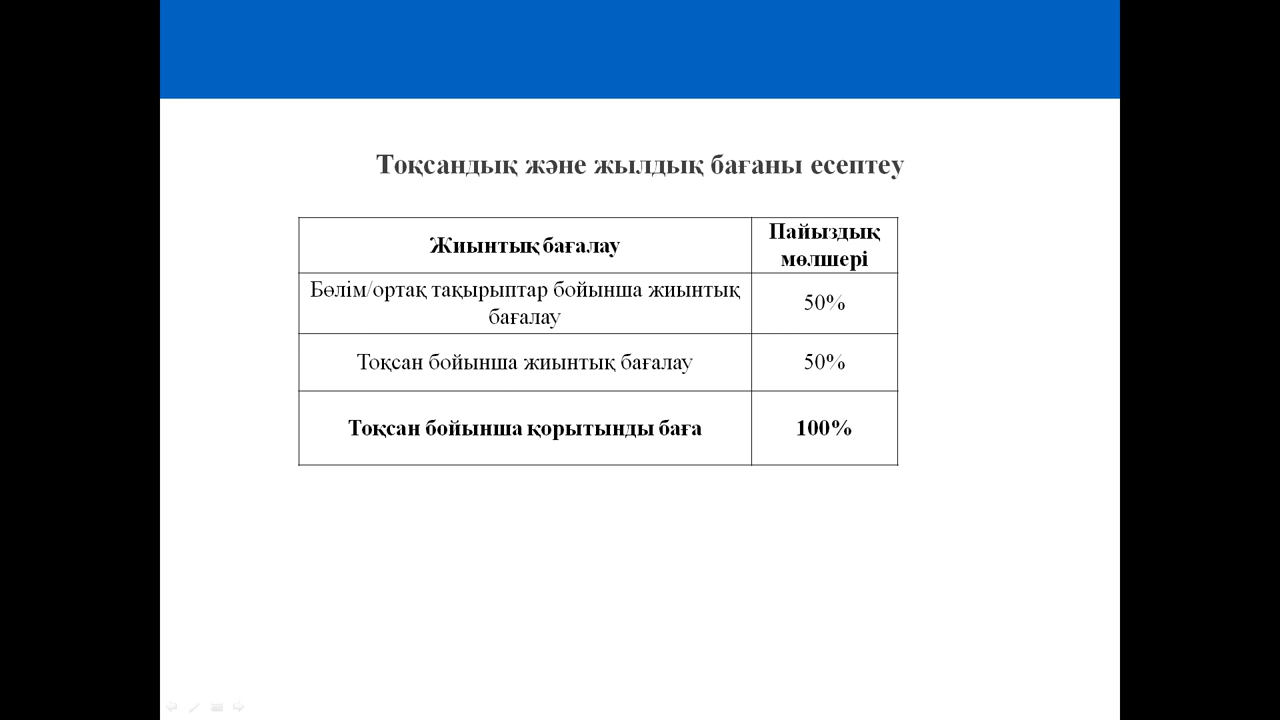 Тоқсандық және жылдық бағаны есептеу
Жиынтық бағалау
Пайыздық
мөлшері
Бөлім/ортақ тақырыптар бойынша жиынтық
бағалау
50%
Тоқсан бойынша жиынтық бағалау
50%
Тоқсан бойынша қорытынды баға
100%